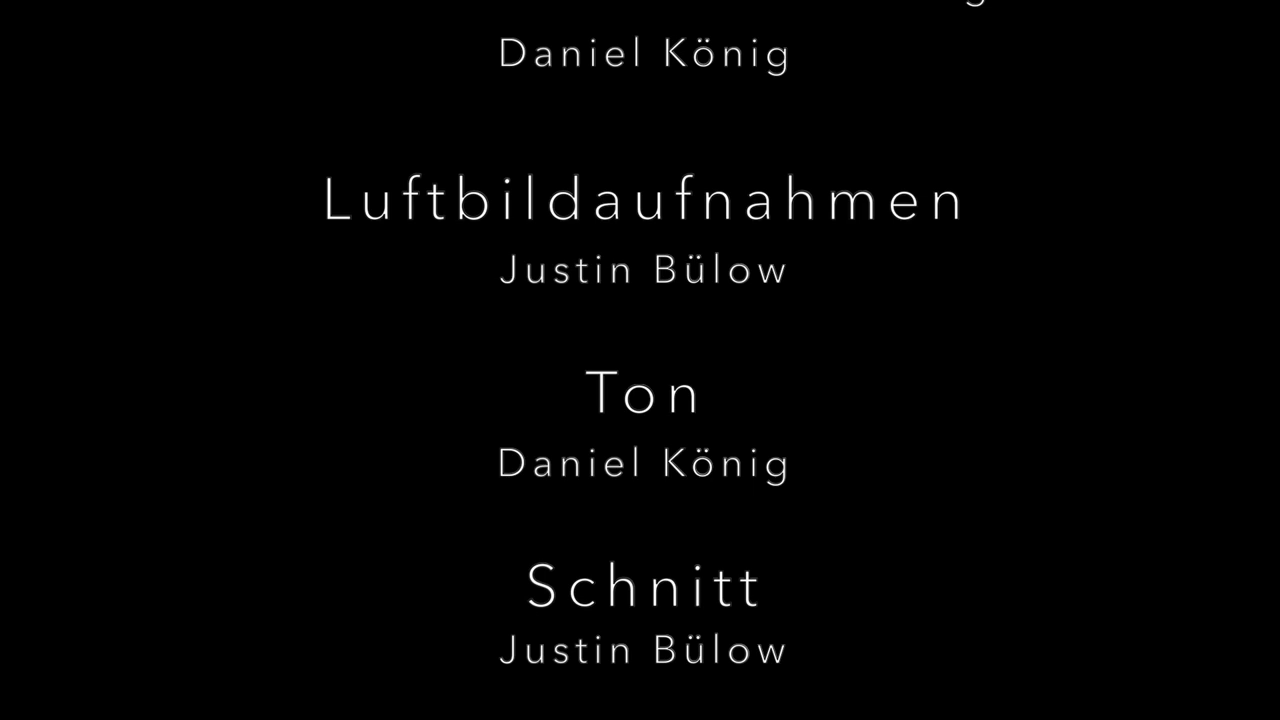 Daniel König
Luftbildaufnahmen
Justin Bülow
Ton
Daniel König
Schnitt
Justin Bülow